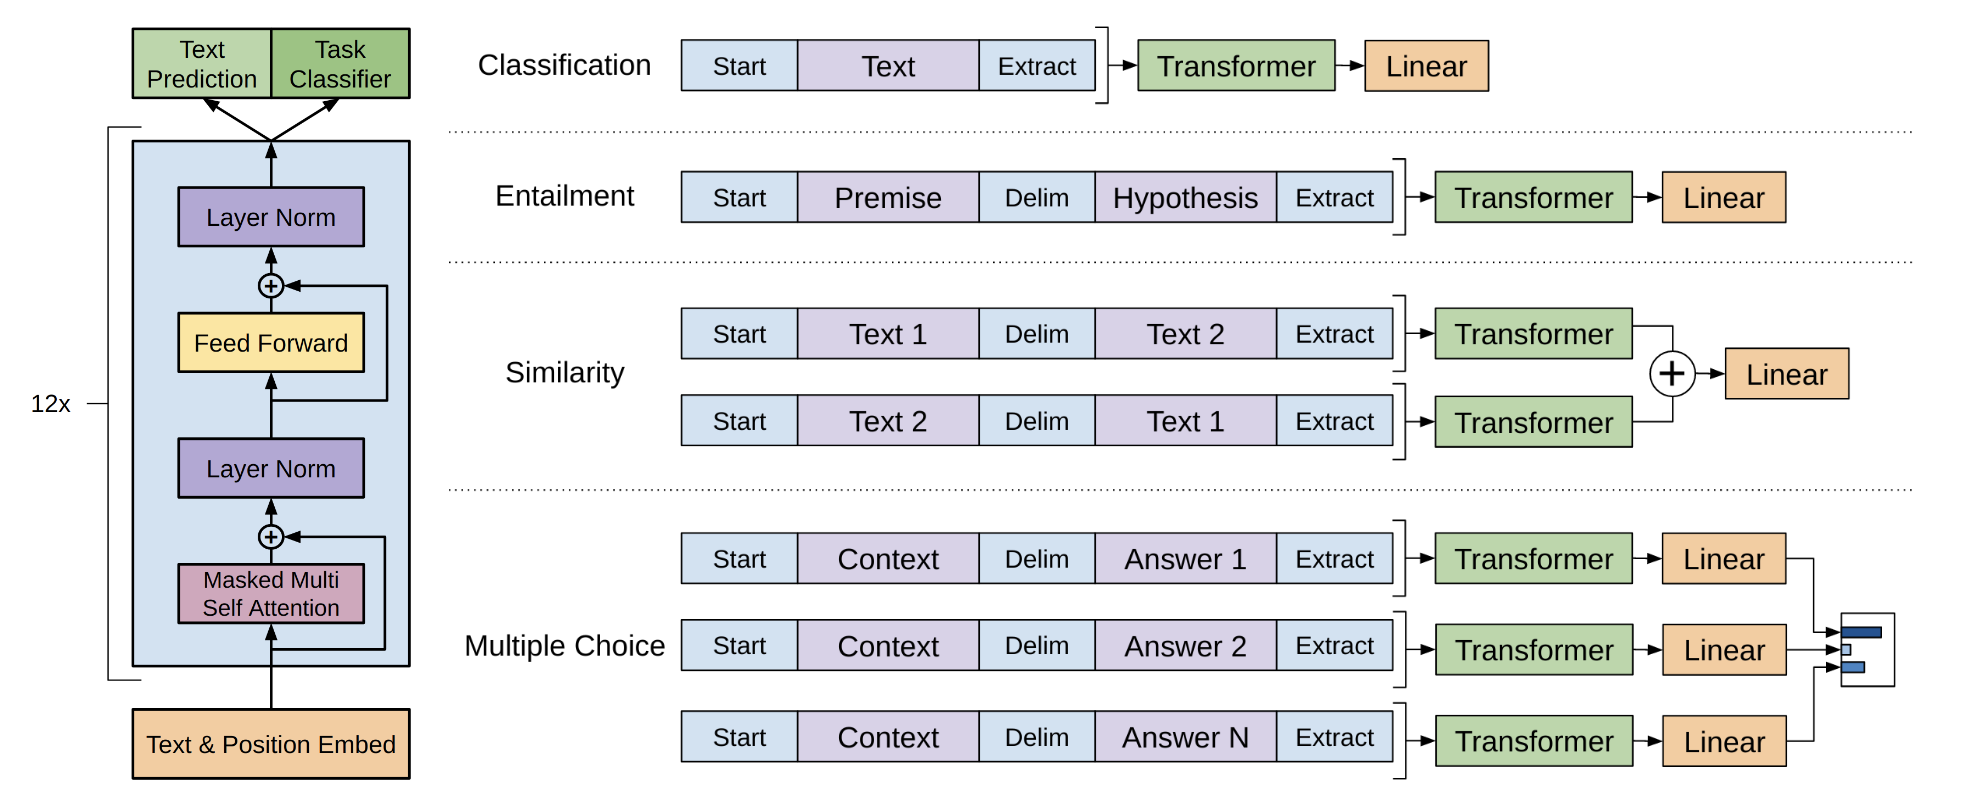 Text
Prediction
Task
Classifier
12x
Layer Norm
+
Feed Forward
Layer Norm
+
Masked Multi
Self Attention
Text & Position Embed
Classification
Start Text Extract Transformer Linear
Entailment
Start Premise Delim Hypothesis Extract Transformer Linear
Similarity
Start Text 1 Delim Text 2 Extract Transformer
+ Linear
Start Text 2 Delim Text 1 Extract Transformer
Multiple Choice
Start Context Delim Answer 1 Extract Transformer Linear
Start Context Delim Answer 2 Extract Transformer Linear
Start Context Delim Answer N Extract Transformer Linear